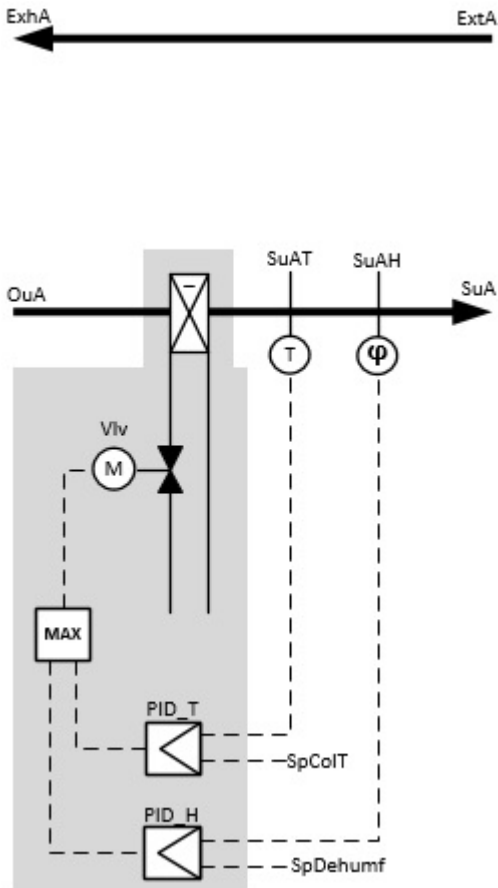 ExhA
ExtA
SuAT
SuAH
OuA
SuA
−
T
φ
Vlv
M
MAX
PID_T
SpColT
PID_H
SpDehumf